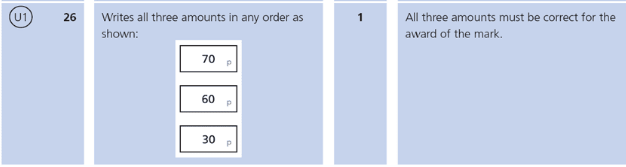 U1 26 Writes all three amounts in any order as shown: 1 All three amounts must be correct for the award of the mark.
70 p
60 p
30 p